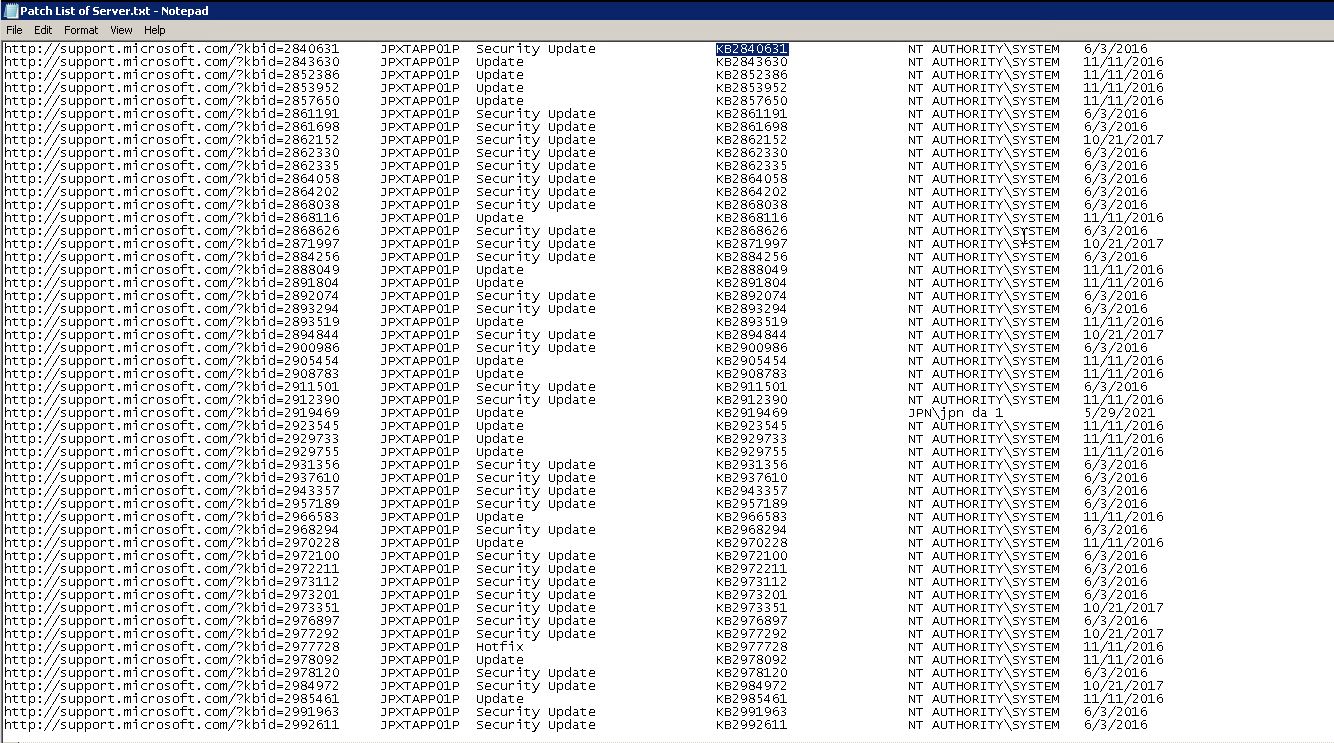 Patch List of Server.txt - Notepad
File Edit Format View Help
http://support.microsoft.com/?kbid=2840631 JPXTAPP01P Security Update KB2840631 NT AUTHORITY\SYSTEM 6/3/2016
http://support.microsoft.com/?kbid=2843630 JPXTAPP01P Update KB2843630 NT AUTHORITY\SYSTEM 11/11/2016
http://support.microsoft.com/?kbid=2852386 JPXTAPP01P Update KB2852386 NT AUTHORITY\SYSTEM 11/11/2016
http://support.microsoft.com/?kbid=2853952 JPXTAPP01P Update KB2853952 NT AUTHORITY\SYSTEM 11/11/2016
http://support.microsoft.com/?kbid=2857650 JPXTAPP01P Update KB2857650 NT AUTHORITY\SYSTEM 11/11/2016
http://support.microsoft.com/?kbid=2861191 JPXTAPP01P Security Update KB2861191 NT AUTHORITY\SYSTEM 6/3/2016
http://support.microsoft.com/?kbid=2861698 JPXTAPP01P Security Update KB2861698 NT AUTHORITY\SYSTEM 6/3/2016
http://support.microsoft.com/?kbid=2862152 JPXTAPP01P Security Update KB2862152 NT AUTHORITY\SYSTEM 10/21/2017
http://support.microsoft.com/?kbid=2862330 JPXTAPP01P Security Update KB2862330 NT AUTHORITY\SYSTEM 6/3/2016
http://support.microsoft.com/?kbid=2862335 JPXTAPP01P Security Update KB2862335 NT AUTHORITY\SYSTEM 6/3/2016
http://support.microsoft.com/?kbid=2864058 JPXTAPP01P Security Update KB2864058 NT AUTHORITY\SYSTEM 6/3/2016
http://support.microsoft.com/?kbid=2864202 JPXTAPP01P Security Update KB2864202 NT AUTHORITY\SYSTEM 6/3/2016
http://support.microsoft.com/?kbid=2868038 JPXTAPP01P Security Update KB2868038 NT AUTHORITY\SYSTEM 6/3/2016
http://support.microsoft.com/?kbid=2868116 JPXTAPP01P Update KB2868116 NT AUTHORITY\SYSTEM 11/11/2016
http://support.microsoft.com/?kbid=2868626 JPXTAPP01P Security Update KB2868626 NT AUTHORITY\SYSTEM 6/3/2016
http://support.microsoft.com/?kbid=2871997 JPXTAPP01P Security Update KB2871997 NT AUTHORITY\SYSTEM 10/21/2017
http://support.microsoft.com/?kbid=2884256 JPXTAPP01P Security Update KB2884256 NT AUTHORITY\SYSTEM 6/3/2016
http://support.microsoft.com/?kbid=2888049 JPXTAPP01P Update KB2888049 NT AUTHORITY\SYSTEM 11/11/2016
http://support.microsoft.com/?kbid=2891804 JPXTAPP01P Update KB2891804 NT AUTHORITY\SYSTEM 11/11/2016
http://support.microsoft.com/?kbid=2892074 JPXTAPP01P Security Update KB2892074 NT AUTHORITY\SYSTEM 6/3/2016
http://support.microsoft.com/?kbid=2893294 JPXTAPP01P Security Update KB2893294 NT AUTHORITY\SYSTEM 6/3/2016
http://support.microsoft.com/?kbid=2893519 JPXTAPP01P Update KB2893519 NT AUTHORITY\SYSTEM 11/11/2016
http://support.microsoft.com/?kbid=2894844 JPXTAPP01P Security Update KB2894844 NT AUTHORITY\SYSTEM 10/21/2017
http://support.microsoft.com/?kbid=2900986 JPXTAPP01P Security Update KB2900986 NT AUTHORITY\SYSTEM 6/3/2016
http://support.microsoft.com/?kbid=2905454 JPXTAPP01P Update KB2905454 NT AUTHORITY\SYSTEM 11/11/2016
http://support.microsoft.com/?kbid=2908783 JPXTAPP01P Update KB2908783 NT AUTHORITY\SYSTEM 11/11/2016
http://support.microsoft.com/?kbid=2911501 JPXTAPP01P Security Update KB2911501 NT AUTHORITY\SYSTEM 6/3/2016
http://support.microsoft.com/?kbid=2912390 JPXTAPP01P Security Update KB2912390 NT AUTHORITY\SYSTEM 6/3/2016
http://support.microsoft.com/?kbid=2919469 JPXTAPP01P Update KB2919469 JPN\jpn da 1 5/29/2021
http://support.microsoft.com/?kbid=2923545 JPXTAPP01P Update KB2923545 NT AUTHORITY\SYSTEM 11/11/2016
http://support.microsoft.com/?kbid=2929733 JPXTAPP01P Update KB2929733 NT AUTHORITY\SYSTEM 11/11/2016
http://support.microsoft.com/?kbid=2929755 JPXTAPP01P Update KB2929755 NT AUTHORITY\SYSTEM 11/11/2016
http://support.microsoft.com/?kbid=2931356 JPXTAPP01P Security Update KB2931356 NT AUTHORITY\SYSTEM 6/3/2016
http://support.microsoft.com/?kbid=2937610 JPXTAPP01P Security Update KB2937610 NT AUTHORITY\SYSTEM 6/3/2016
http://support.microsoft.com/?kbid=2943357 JPXTAPP01P Security Update KB2943357 NT AUTHORITY\SYSTEM 6/3/2016
http://support.microsoft.com/?kbid=2957189 JPXTAPP01P Security Update KB2957189 NT AUTHORITY\SYSTEM 6/3/2016
http://support.microsoft.com/?kbid=2966583 JPXTAPP01P Update KB2966583 NT AUTHORITY\SYSTEM 11/11/2016
http://support.microsoft.com/?kbid=2968294 JPXTAPP01P Security Update KB2968294 NT AUTHORITY\SYSTEM 6/3/2016
http://support.microsoft.com/?kbid=2970228 JPXTAPP01P Update KB2970228 NT AUTHORITY\SYSTEM 11/11/2016
http://support.microsoft.com/?kbid=2972100 JPXTAPP01P Security Update KB2972100 NT AUTHORITY\SYSTEM 6/3/2016
http://support.microsoft.com/?kbid=2972211 JPXTAPP01P Security Update KB2972211 NT AUTHORITY\SYSTEM 6/3/2016
http://support.microsoft.com/?kbid=2973112 JPXTAPP01P Security Update KB2973112 NT AUTHORITY\SYSTEM 6/3/2016
http://support.microsoft.com/?kbid=2973201 JPXTAPP01P Security Update KB2973201 NT AUTHORITY\SYSTEM 6/3/2016
http://support.microsoft.com/?kbid=2973351 JPXTAPP01P Security Update KB2973351 NT AUTHORITY\SYSTEM 10/21/2017
http://support.microsoft.com/?kbid=2976897 JPXTAPP01P Security Update KB2976897 NT AUTHORITY\SYSTEM 6/3/2016
http://support.microsoft.com/?kbid=2977292 JPXTAPP01P Security Update KB2977292 NT AUTHORITY\SYSTEM 10/21/2017
http://support.microsoft.com/?kbid=2977728 JPXTAPP01P Hotfix KB2977728 NT AUTHORITY\SYSTEM 11/11/2016
http://support.microsoft.com/?kbid=2978092 JPXTAPP01P Update KB2978092 NT AUTHORITY\SYSTEM 11/11/2016
http://support.microsoft.com/?kbid=2978120 JPXTAPP01P Security Update KB2978120 NT AUTHORITY\SYSTEM 6/3/2016
http://support.microsoft.com/?kbid=2984972 JPXTAPP01P Security Update KB2984972 NT AUTHORITY\SYSTEM 10/21/2017
http://support.microsoft.com/?kbid=2985461 JPXTAPP01P Update KB2985461 NT AUTHORITY\SYSTEM 11/11/2016
http://support.microsoft.com/?kbid=2991963 JPXTAPP01P Security Update KB2991963 NT AUTHORITY\SYSTEM 6/3/2016
http://support.microsoft.com/?kbid=2992611 JPXTAPP01P Security Update KB2992611 NT AUTHORITY\SYSTEM 6/3/2016